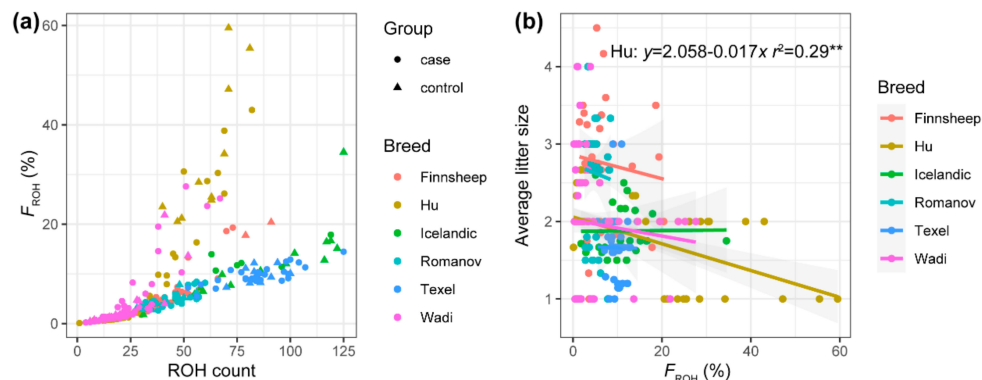 (a)
60
40
20
0
F_ROH (%)
0 25 50 75 100 125
ROH count
Group
case
control
Breed
Finnsheep
Hu
Icelandic
Romanov
Texel
Wadi
(b)
Hu: y=2.058-0.017x r²=0.29**
4
3
2
1
Average litter size
0 20 40 60
F_ROH (%)
Breed
Finnsheep
Hu
Icelandic
Romanov
Texel
Wadi